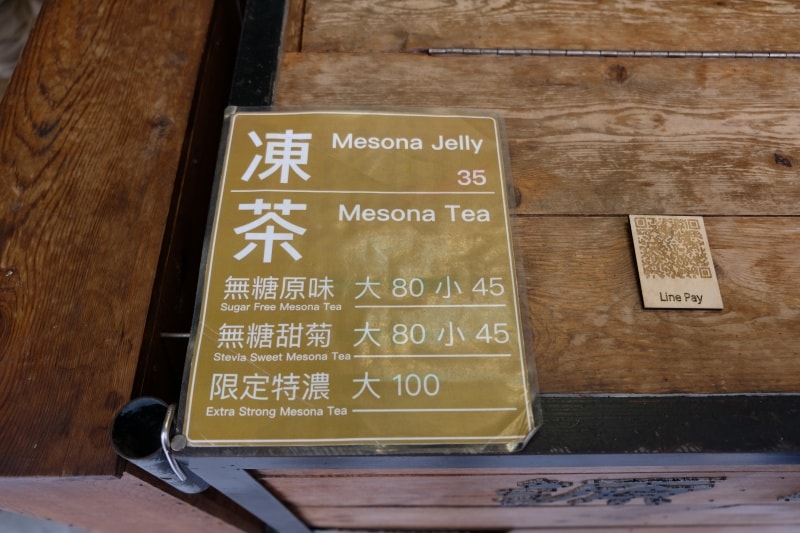 凍 Mesona Jelly
35
茶 Mesona Tea
無糖原味 大 80 小 45
Sugar Free Mesona Tea
無糖甜菊 大 80 小 45
Stevia Sweet Mesona Tea
限定特濃 大 100
Extra Strong Mesona Tea
Line Pay